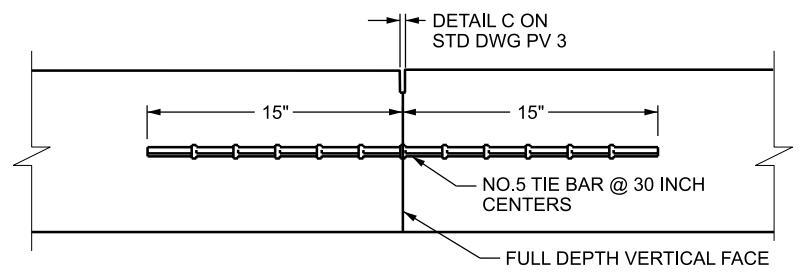 DETAIL C ON
STD DWG PV 3
15" 15"
NO.5 TIE BAR @ 30 INCH
CENTERS
FULL DEPTH VERTICAL FACE